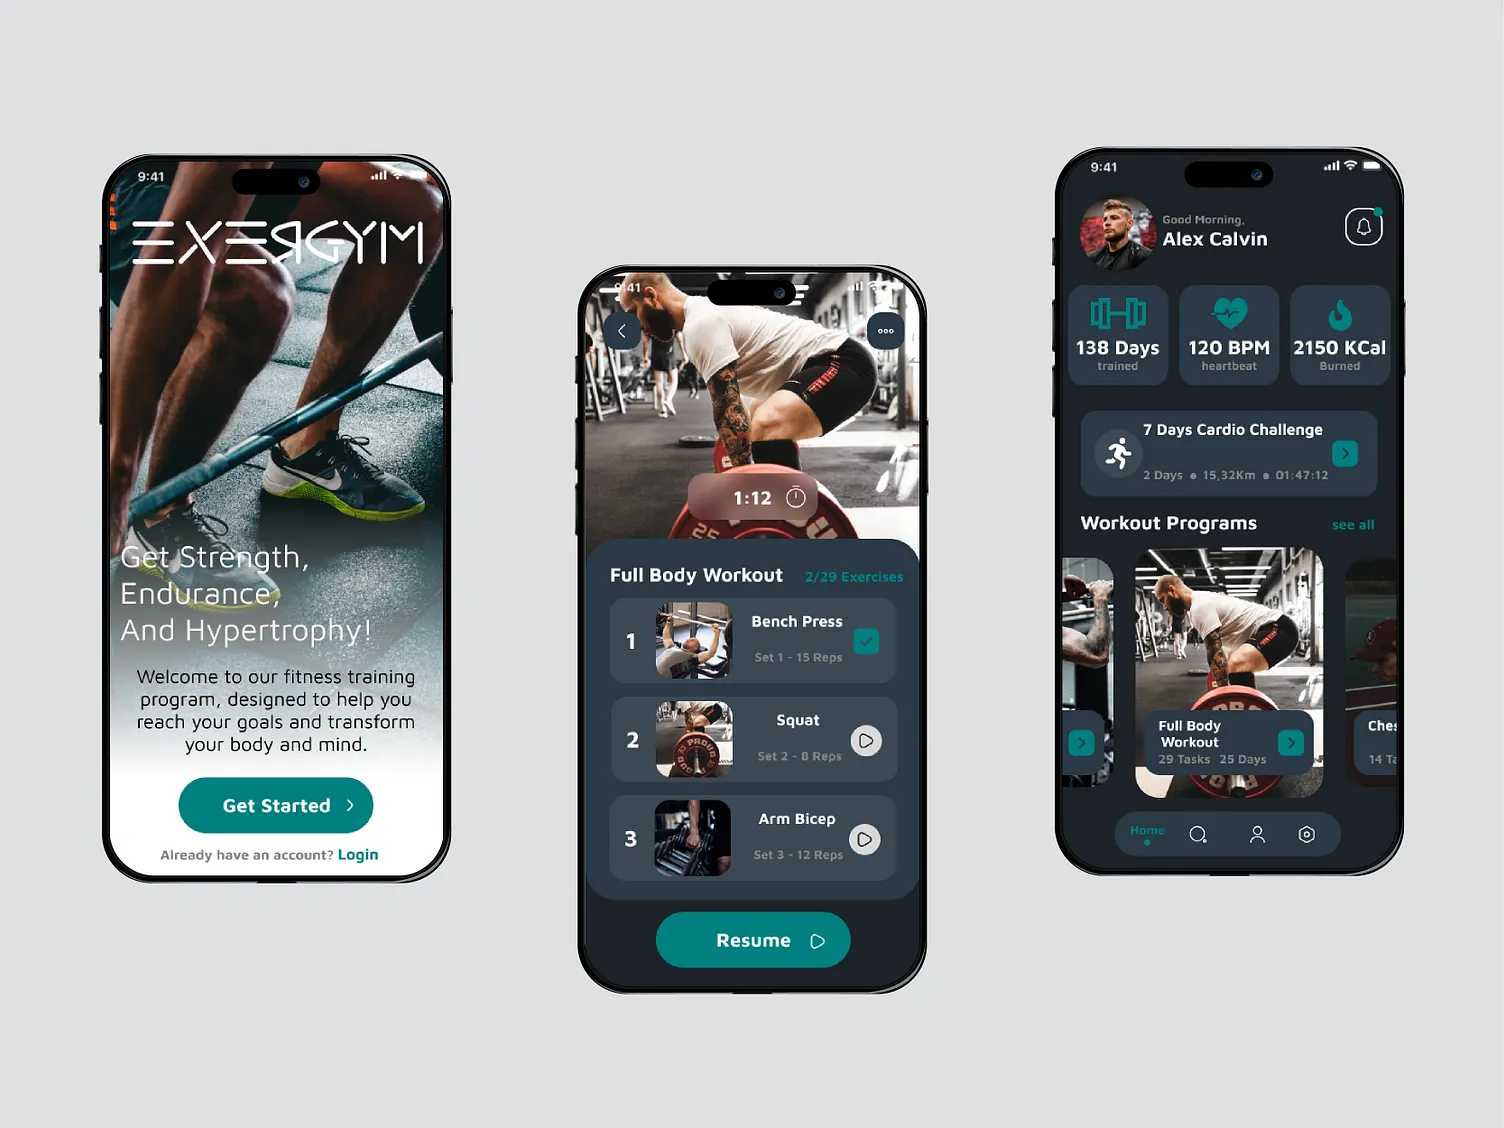 9:41
EXERGYM
Get Strength,
Endurance,
And Hypertrophy!
Welcome to our fitness training
program, designed to help you
reach your goals and transform
your body and mind.
Get Started
Already have an account? Login
9:41
1:12
25
Full Body Workout 2/29 Exercises
1
Bench Press
Set 1 - 15 Reps
2
PROUD
Squat
Set 2 - 8 Reps
3
Arm Bicep
Set 3 - 12 Reps
Resume
9:41
Good Morning,
Alex Calvin
138 Days
trained
120 BPM
heartbeat
2150 KCal
Burned
7 Days Cardio Challenge
2 Days • 15,32Km • 01:47:12
Workout Programs see all
Full Body
Workout
29 Tasks 25 Days
Ches
14 Ta
Home